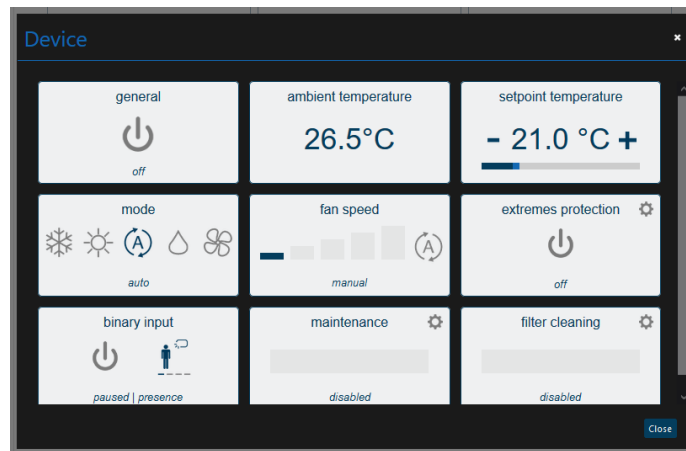 Device
general
off
ambient temperature
26.5°C
setpoint temperature
- 21.0 °C +
mode
A
auto
fan speed
A
manual
extremes protection
off
binary input
paused | presence
maintenance
disabled
filter cleaning
disabled
Close